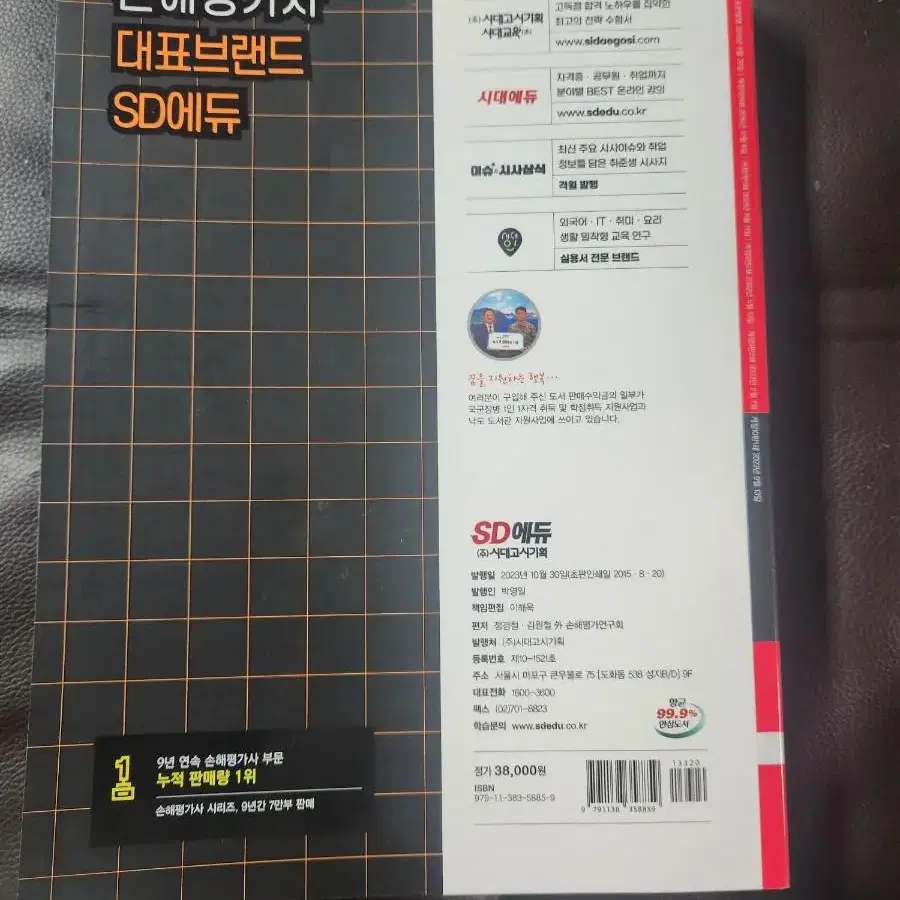 손해평가사
대표브랜드
SD에듀
9년 연속 손해평가사 부문
누적 판매량 1위
손해평가사 시리즈, 9년간 7만부 판매
(주)시대고시기획
시대교육(주)
고득점 합격 노하우를 집약한
최고의 전략 수험서
www.sidaegosi.com
시대에듀
자격증 · 공무원 · 취업까지
분야별 BEST 온라인 강의
www.sdedu.co.kr
이슈&시사상식
최신 주요 시사이슈와 취업
정보를 담은 취준생 시사지
격월 발행
외국어 · IT · 취미 · 요리
생활 밀착형 교육 연구
실용서 전문 브랜드
꿈을 지원하는 행복...
여러분이 구입해 주신 도서 판매수익금의 일부가
국군장병 1인 1자격 취득 및 학점취득 지원사업과
낙도 도서관 지원사업에 쓰이고 있습니다.
SD에듀
(주)시대고시기획
발행일 2023년 10월 30일(초판인쇄일 2015 · 8 · 20)
발행인 박영일
책임편집 이해욱
편저 정경철 · 김원철 外 손해평가연구회
발행처 (주)시대고시기획
등록번호 제10-1521호
주소 서울시 마포구 큰우물로 75 [도화동 538 성지B/D] 9F
대표전화 1600-3600
팩스 (02)701-8823
학습문의 www.sdedu.co.kr
항균
99.9%
안심도서
정가 38,000원
ISBN
979-11-383-5885-9
13320
9 791138 358859